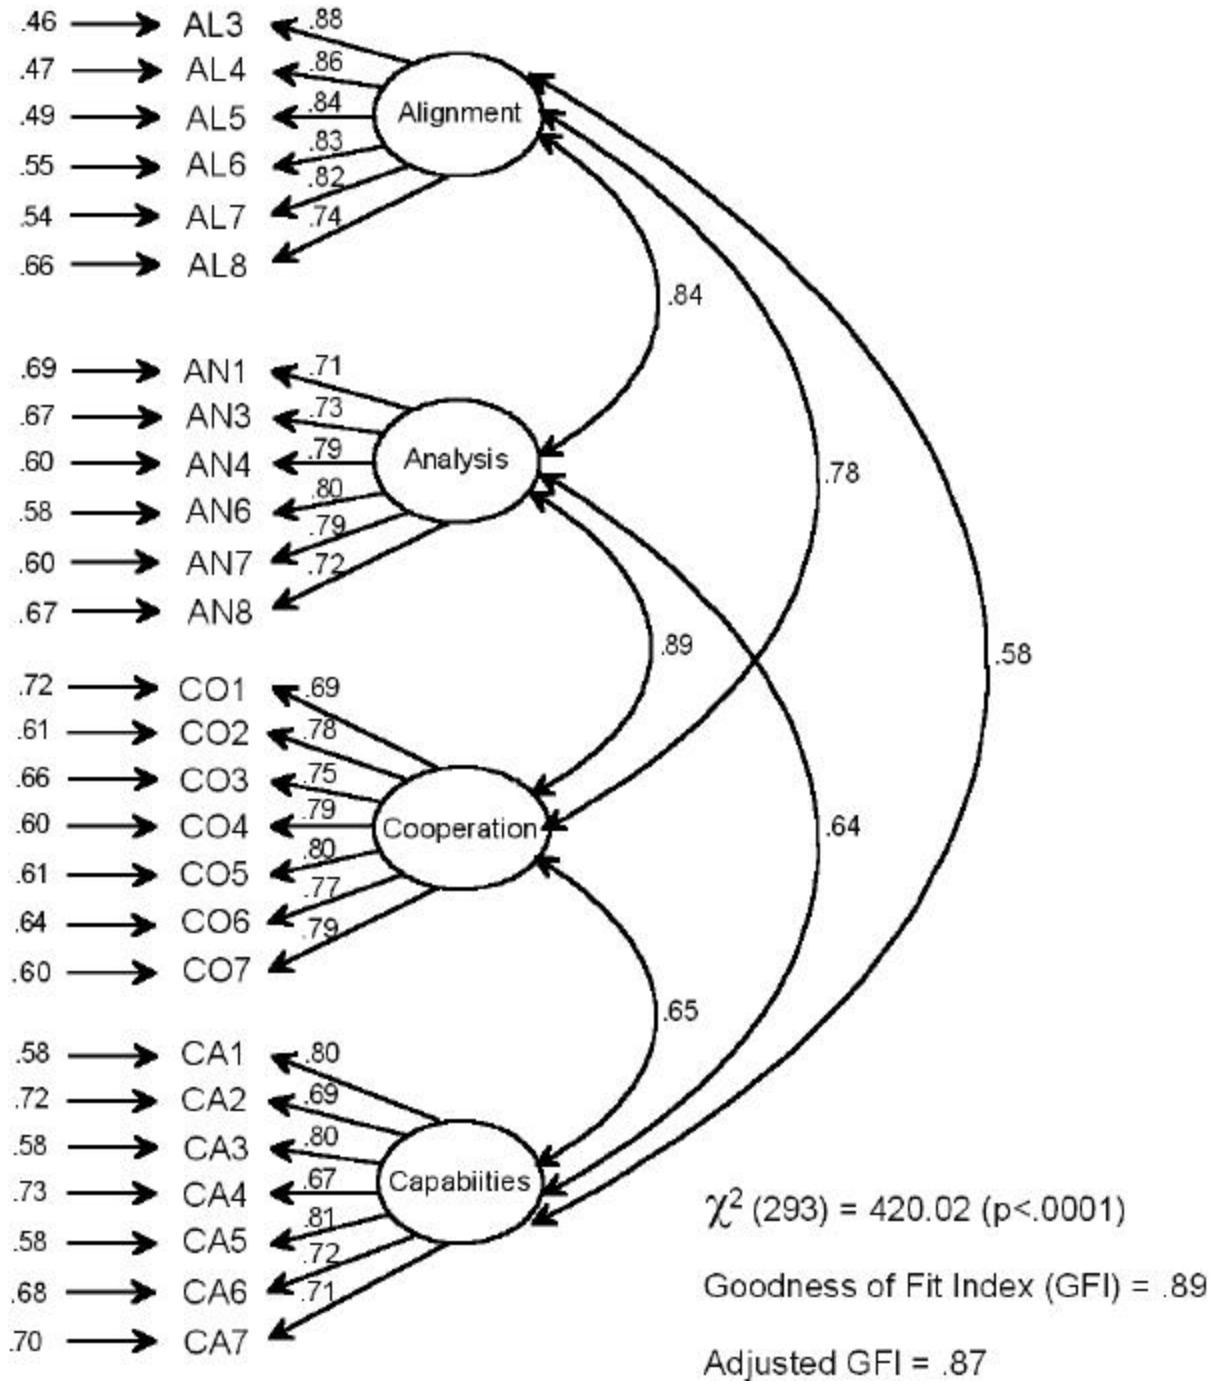 .46 AL3 .88
.47 AL4 .86
.49 AL5 .84
Alignment
.55 AL6 .83
.54 AL7 .82
.66 AL8 .74
.84
.69 AN1 .71
.67 AN3 .73
.60 AN4 .79
Analysis
.78
.58 AN6 .80
.60 AN7 .79
.67 AN8 .72
.89
.58
.72 CO1 .69
.61 CO2 .78
.66 CO3 .75
.60 CO4 .79
Cooperation
.64
.61 CO5 .80
.64 CO6 .77
.60 CO7 .79
.65
.58 CA1 .80
.72 CA2 .69
.58 CA3 .80
.73 CA4 .67
Capabiities
.58 CA5 .81
.68 CA6 .72
.70 CA7 .71
χ² (293) = 420.02 (p<.0001)
Goodness of Fit Index (GFI) = .89
Adjusted GFI = .87